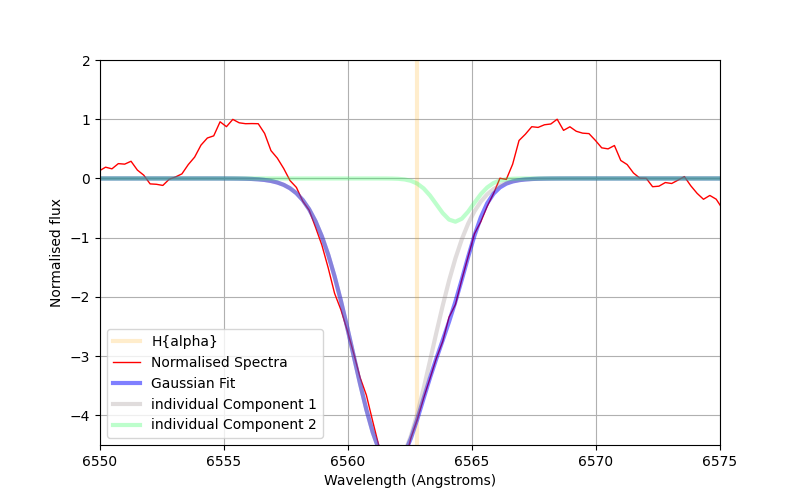 2
1
0
−1
−2
−3
−4
Normalised flux
H{alpha}
Normalised Spectra
Gaussian Fit
individual Component 1
individual Component 2
6550 6555 6560 6565 6570 6575
Wavelength (Angstroms)